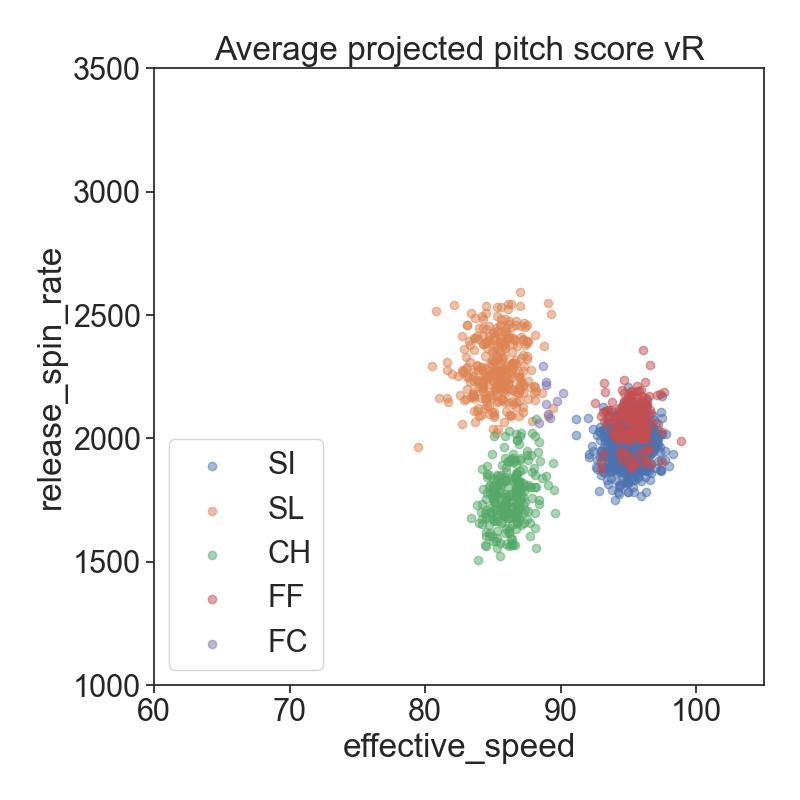 Average projected pitch score vR
3500
3000
2500
2000
1500
1000
release_spin_rate
SI
SL
CH
FF
FC
60
70
80
90
100
effective_speed